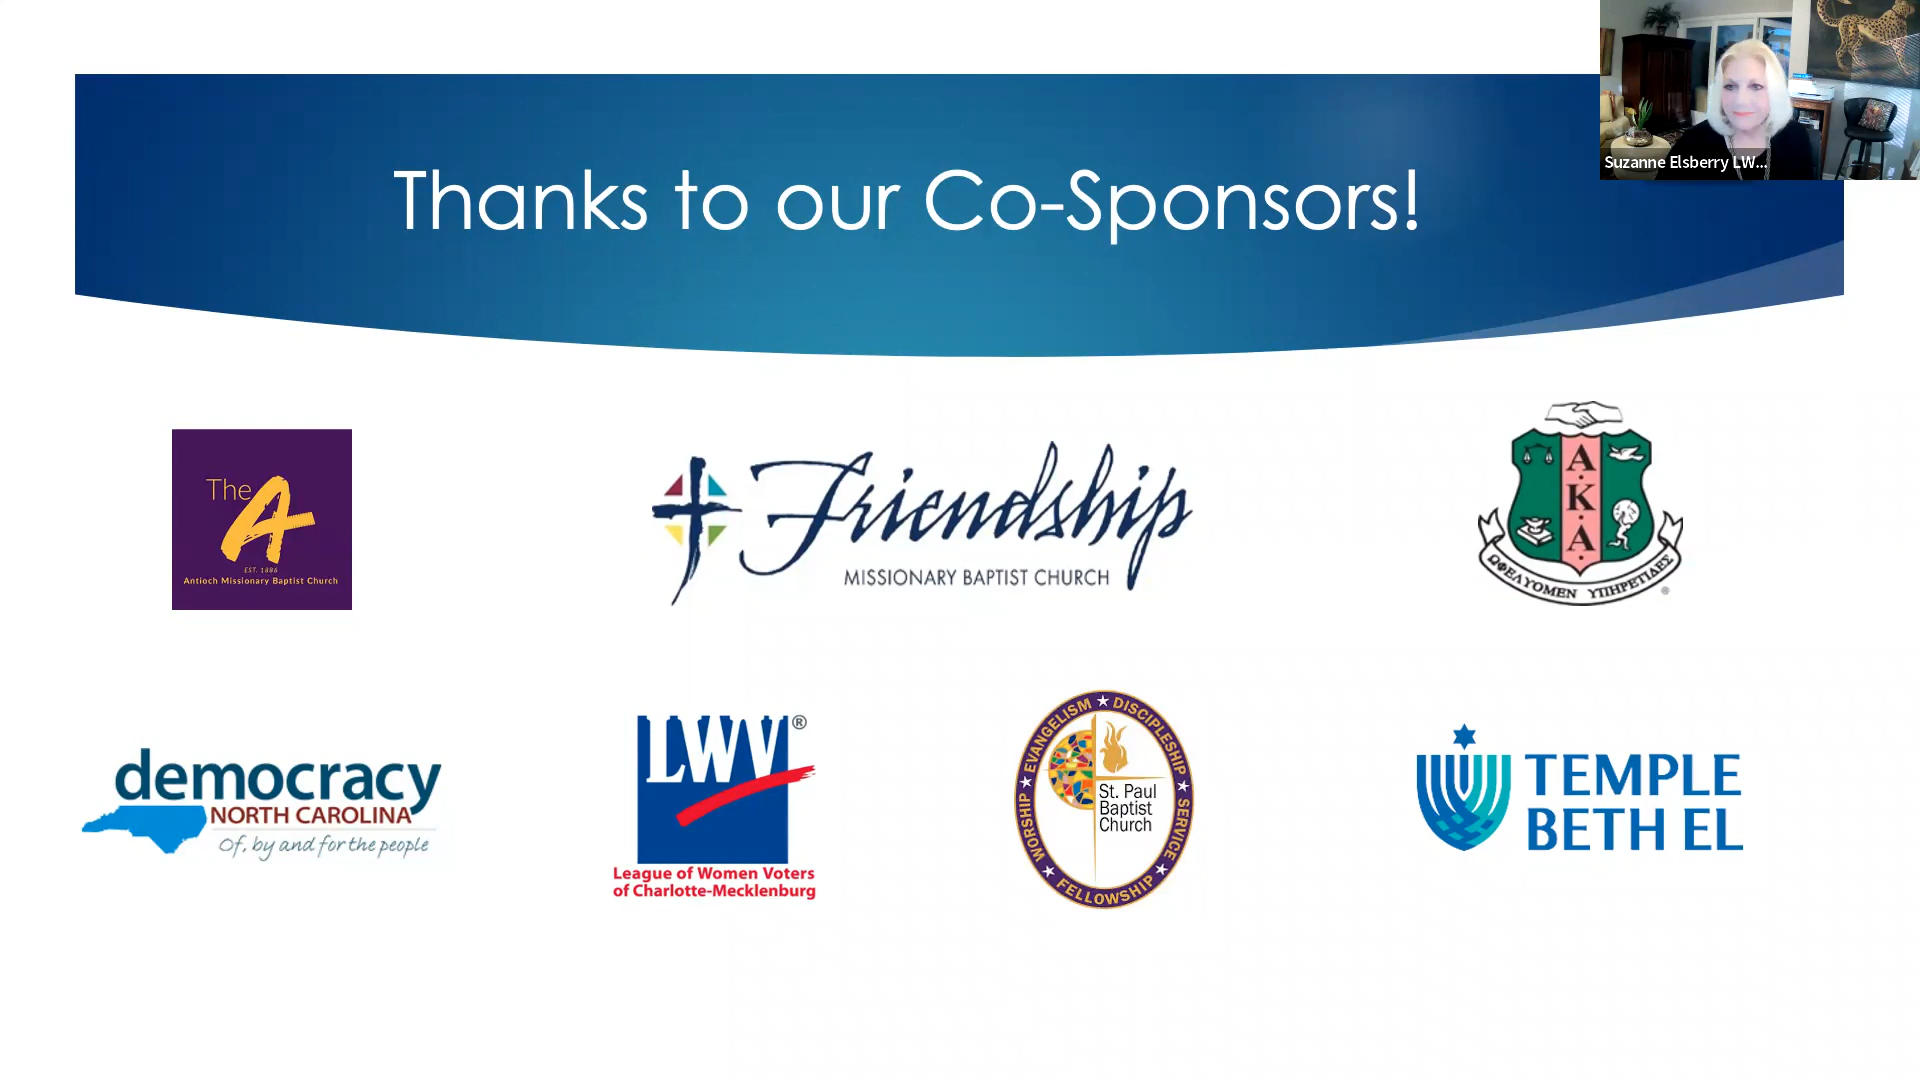 Thanks to our Co-Sponsors!
Suzanne Elsberry LW...
The A
EST. 1886
Antioch Missionary Baptist Church
Friendship
MISSIONARY BAPTIST CHURCH
A.
K.
A.
ΩΦΕΛΥΟΜΕΝ ΥΠΗΡΕΤΙΔΕΣ
®
democracy
NORTH CAROLINA
Of, by and for the people
LWV®
League of Women Voters
of Charlotte-Mecklenburg
WORSHIP ★ EVANGELISM ★ DISCIPLESHIP ★ SERVICE ★ FELLOWSHIP ★
St. Paul
Baptist
Church
TEMPLE
BETH EL